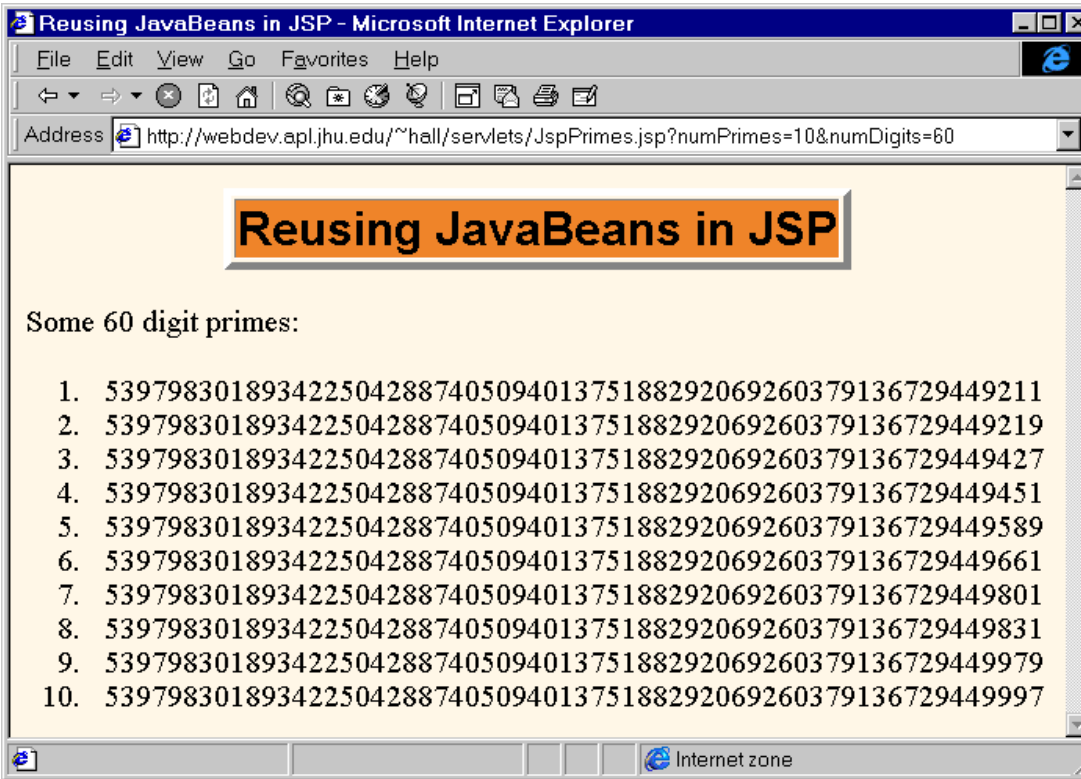 Reusing JavaBeans in JSP - Microsoft Internet Explorer
File Edit View Go Favorites Help
Address http://webdev.apl.jhu.edu/~hall/servlets/JspPrimes.jsp?numPrimes=10&numDigits=60
Reusing JavaBeans in JSP
Some 60 digit primes:
1. 539798301893422504288740509401375188292069260379136729449211
2. 539798301893422504288740509401375188292069260379136729449219
3. 539798301893422504288740509401375188292069260379136729449427
4. 539798301893422504288740509401375188292069260379136729449451
5. 539798301893422504288740509401375188292069260379136729449589
6. 539798301893422504288740509401375188292069260379136729449661
7. 539798301893422504288740509401375188292069260379136729449801
8. 539798301893422504288740509401375188292069260379136729449831
9. 539798301893422504288740509401375188292069260379136729449979
10. 539798301893422504288740509401375188292069260379136729449997
Internet zone